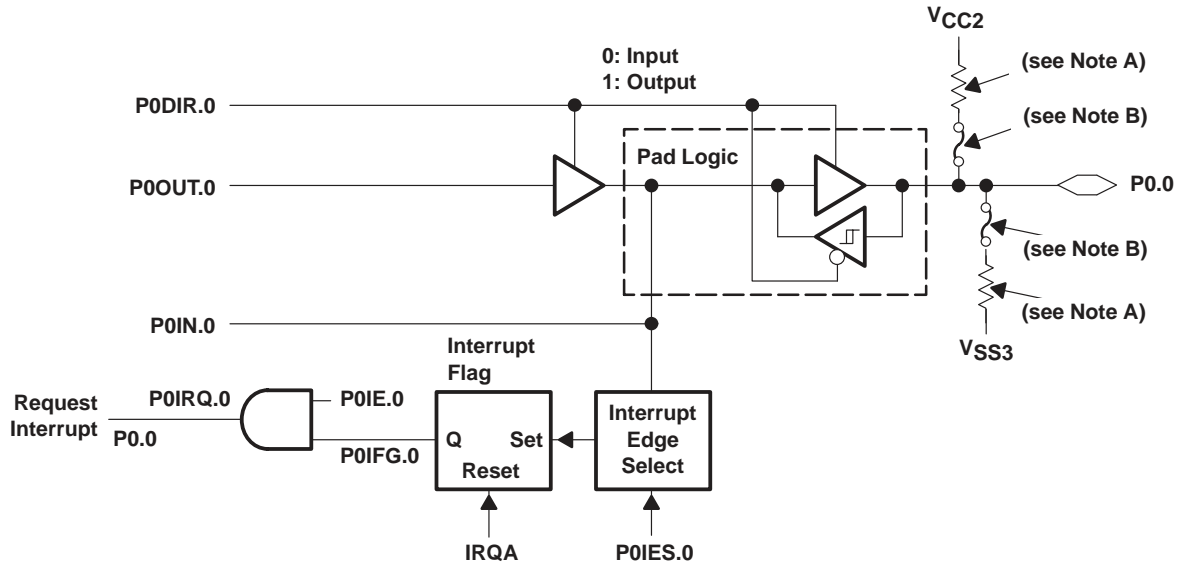 VCC2
0: Input
1: Output
(see Note A)
P0DIR.0
(see Note B)
Pad Logic
P0OUT.0
P0.0
(see Note B)
(see Note A)
P0IN.0
VSS3
Interrupt
Flag
Request
Interrupt
P0IRQ.0
P0.0
P0IE.0
P0IFG.0
Q
Set
Reset
Interrupt
Edge
Select
IRQA
P0IES.0